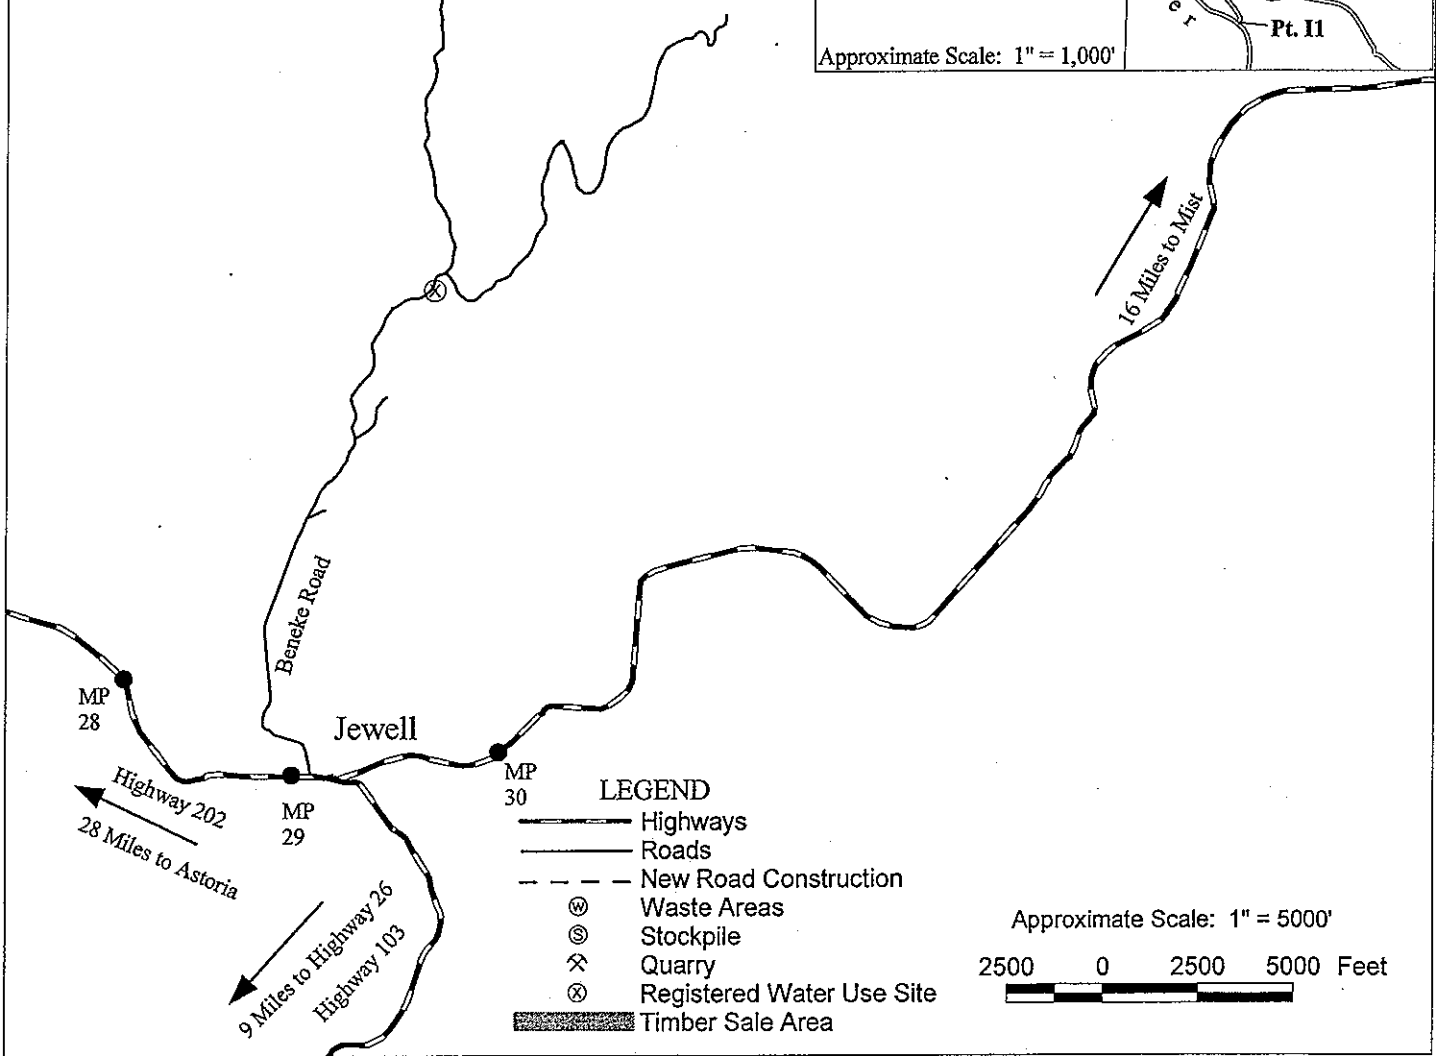 e
r
Pt. I1
Approximate Scale: 1" = 1,000'
16 Miles to Mist
Beneke Road
MP
28
Jewell
MP
30
MP
29
Highway 202
28 Miles to Astoria
9 Miles to Highway 26
Highway 103
LEGEND
Highways
Roads
New Road Construction
W Waste Areas
S Stockpile
Quarry
X Registered Water Use Site
Timber Sale Area
Approximate Scale: 1" = 5000'
2500 0 2500 5000 Feet